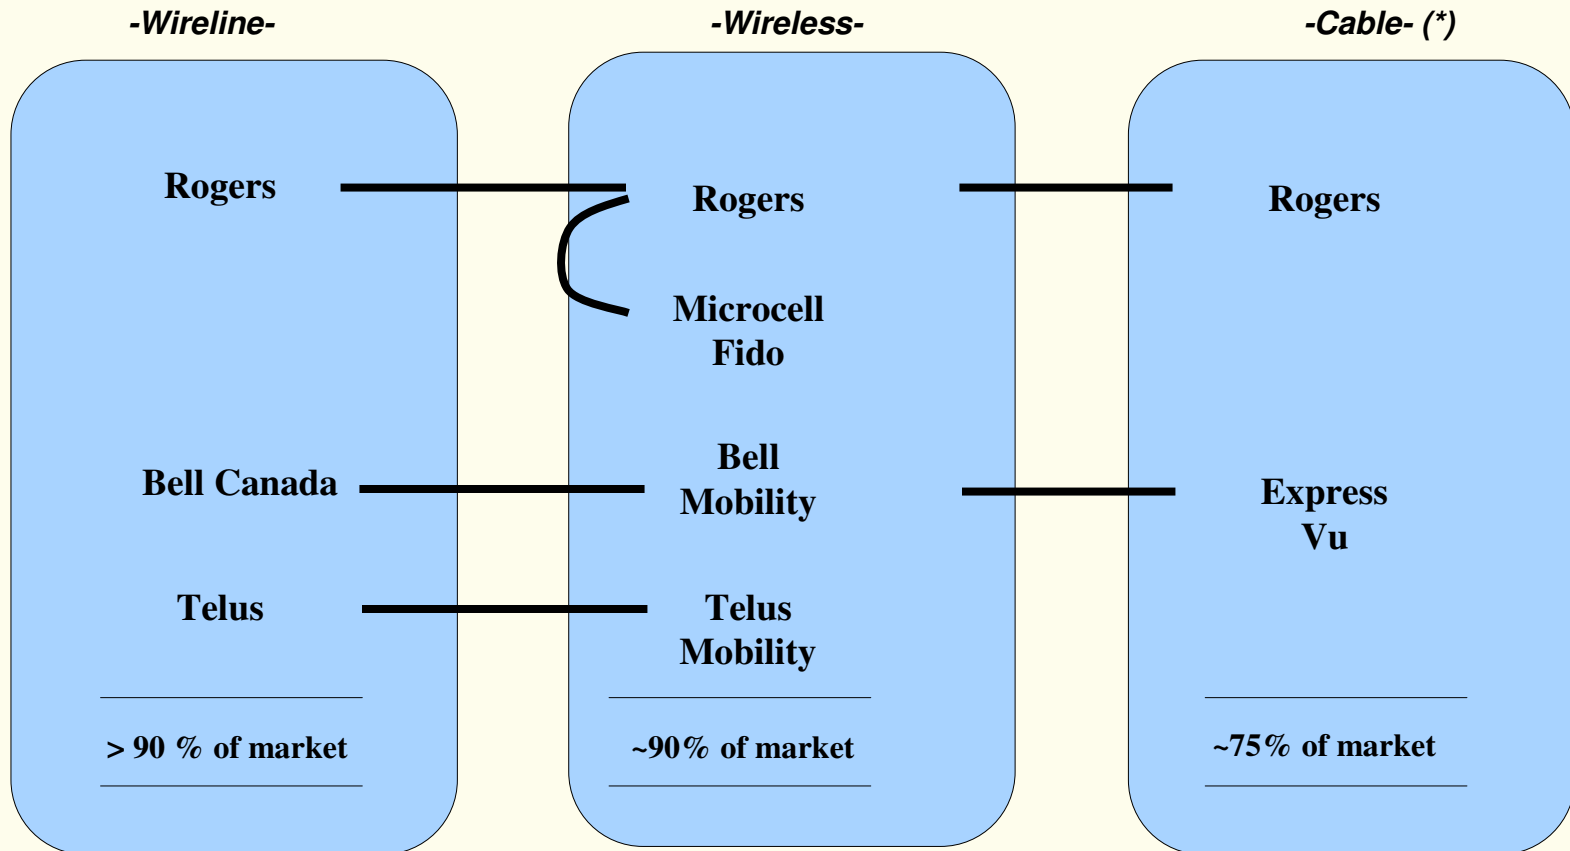 -Wireline-
-Wireless-
-Cable- (*)
Rogers
Rogers
Rogers
Microcell
Fido
Bell Canada
Bell
Mobility
Express
Vu
Telus
Telus
Mobility
> 90 % of market
~90% of market
~75% of market